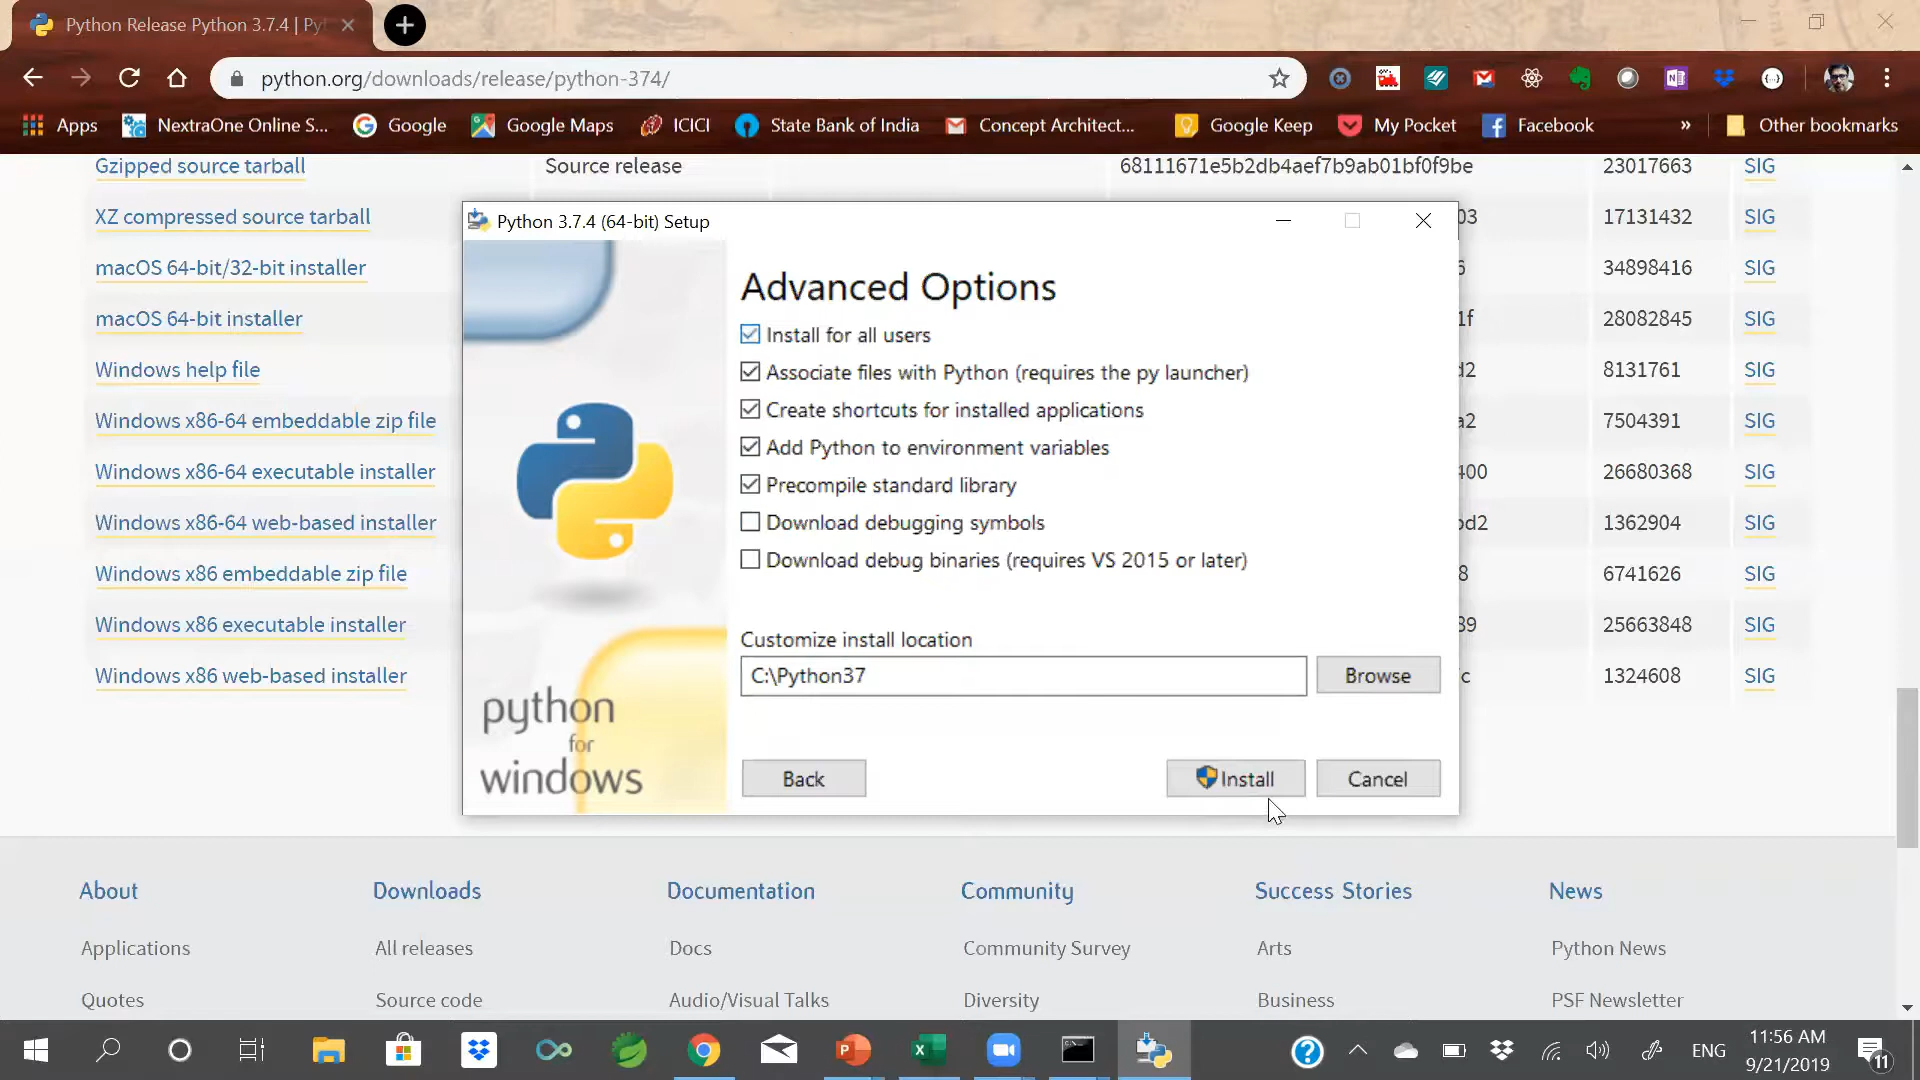 Python Release Python 3.7.4 | Py
python.org/downloads/release/python-374/
Apps
NextraOne Online S...
Google
Google Maps
ICICI
State Bank of India
Concept Architect...
Google Keep
My Pocket
Facebook
»
Other bookmarks
Gzipped source tarball Source release 68111671e5b2db4aef7b9ab01bf0f9be 23017663 SIG
XZ compressed source tarball 03 17131432 SIG
macOS 64-bit/32-bit installer 6 34898416 SIG
macOS 64-bit installer 1f 28082845 SIG
Windows help file d2 8131761 SIG
Windows x86-64 embeddable zip file a2 7504391 SIG
Windows x86-64 executable installer 400 26680368 SIG
Windows x86-64 web-based installer bd2 1362904 SIG
Windows x86 embeddable zip file 8 6741626 SIG
Windows x86 executable installer 89 25663848 SIG
Windows x86 web-based installer c 1324608 SIG
Python 3.7.4 (64-bit) Setup
Advanced Options
Install for all users
Associate files with Python (requires the py launcher)
Create shortcuts for installed applications
Add Python to environment variables
Precompile standard library
Download debugging symbols
Download debug binaries (requires VS 2015 or later)
Customize install location
C:\Python37
Browse
python
for
windows
Back
Install
Cancel
About Downloads Documentation Community Success Stories News
Applications All releases Docs Community Survey Arts Python News
Quotes Source code Audio/Visual Talks Diversity Business PSF Newsletter
ENG
11:56 AM
9/21/2019
11